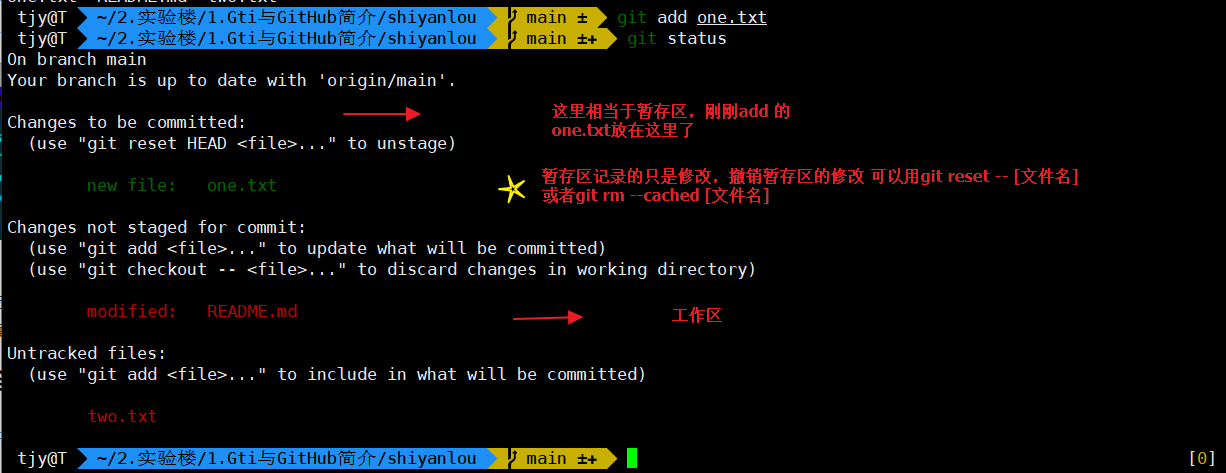 tjy@T ~/2.实验楼/1.Gti与GitHub简介/shiyanlou main ± git add one.txt
tjy@T ~/2.实验楼/1.Gti与GitHub简介/shiyanlou main ±+ git status
On branch main
Your branch is up to date with 'origin/main'.
这里相当于暂存区，刚刚add 的
one.txt放在这里了
Changes to be committed:
(use "git reset HEAD <file>..." to unstage)
暂存区记录的只是修改，撤销暂存区的修改 可以用git reset -- [文件名]
或者git rm --cached [文件名]
new file: one.txt
Changes not staged for commit:
(use "git add <file>..." to update what will be committed)
(use "git checkout -- <file>..." to discard changes in working directory)
modified: README.md 工作区
Untracked files:
(use "git add <file>..." to include in what will be committed)
two.txt
tjy@T ~/2.实验楼/1.Gti与GitHub简介/shiyanlou main ±+ [0]